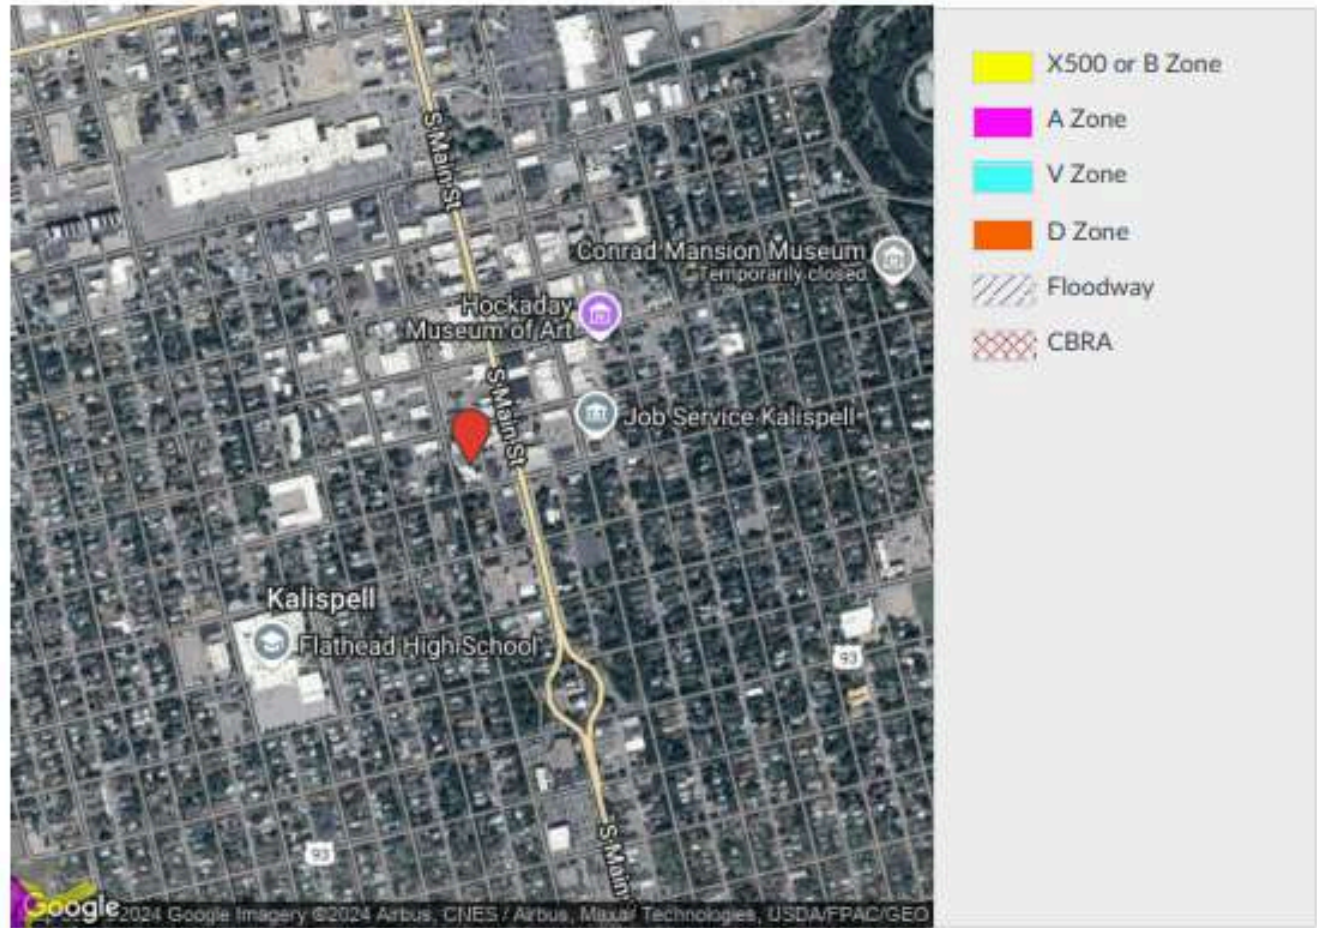 S Main St
Conrad Mansion Museum
Temporarily closed
Hockaday
Museum of Art
S Main St
Job Service Kalispell
Kalispell
Flathead High School
93
93
S Main
Google
2024 Google Imagery ©2024 Airbus, CNES / Airbus, Maxar Technologies, USDA/FPAC/GEO
X500 or B Zone
A Zone
V Zone
D Zone
Floodway
CBRA